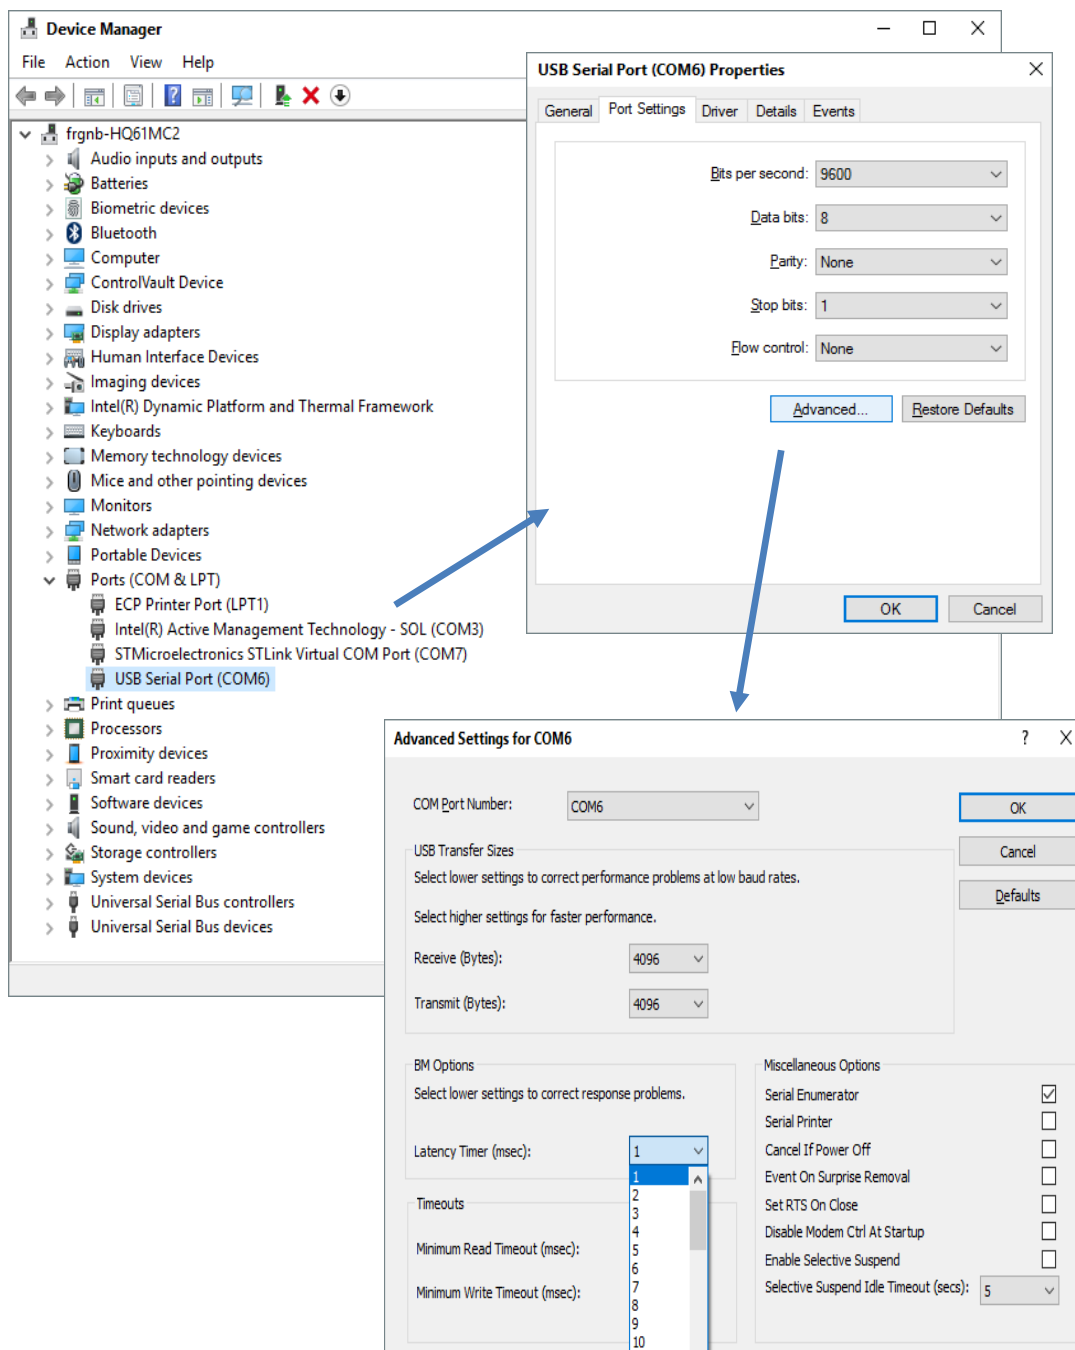 Device Manager
File Action View Help
frgnb-HQ61MC2
Audio inputs and outputs
Batteries
Biometric devices
Bluetooth
Computer
ControlVault Device
Disk drives
Display adapters
Human Interface Devices
Imaging devices
Intel(R) Dynamic Platform and Thermal Framework
Keyboards
Memory technology devices
Mice and other pointing devices
Monitors
Network adapters
Portable Devices
Ports (COM & LPT)
ECP Printer Port (LPT1)
Intel(R) Active Management Technology - SOL (COM3)
STMicroelectronics STLink Virtual COM Port (COM7)
USB Serial Port (COM6)
Print queues
Processors
Proximity devices
Smart card readers
Software devices
Sound, video and game controllers
Storage controllers
System devices
Universal Serial Bus controllers
Universal Serial Bus devices
USB Serial Port (COM6) Properties
General Port Settings Driver Details Events
Bits per second: 9600
Data bits: 8
Parity: None
Stop bits: 1
Flow control: None
Advanced... Restore Defaults
OK Cancel
Advanced Settings for COM6 ?
COM Port Number: COM6
OK
Cancel
Defaults
USB Transfer Sizes
Select lower settings to correct performance problems at low baud rates.
Select higher settings for faster performance.
Receive (Bytes): 4096
Transmit (Bytes): 4096
BM Options
Select lower settings to correct response problems.
Latency Timer (msec): 1
1
2
3
4
5
6
7
8
9
10
Timeouts
Minimum Read Timeout (msec):
Minimum Write Timeout (msec):
Miscellaneous Options
Serial Enumerator
Serial Printer
Cancel If Power Off
Event On Surprise Removal
Set RTS On Close
Disable Modem Ctrl At Startup
Enable Selective Suspend
Selective Suspend Idle Timeout (secs): 5